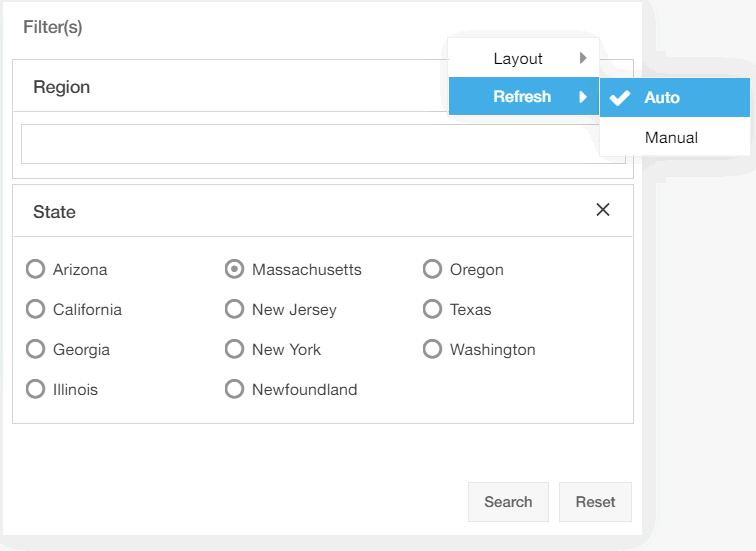 Filter(s)
Layout
Region
Refresh
Auto
Manual
State
Arizona Massachusetts Oregon
California New Jersey Texas
Georgia New York Washington
Illinois Newfoundland
Search Reset